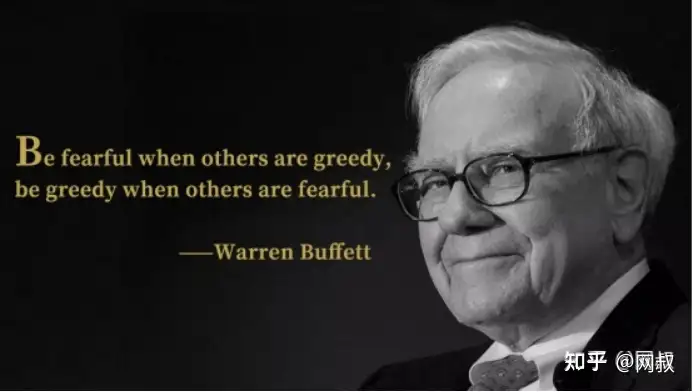 Be fearful when others are greedy,
be greedy when others are fearful.
——Warren Buffett
知乎 @网叔